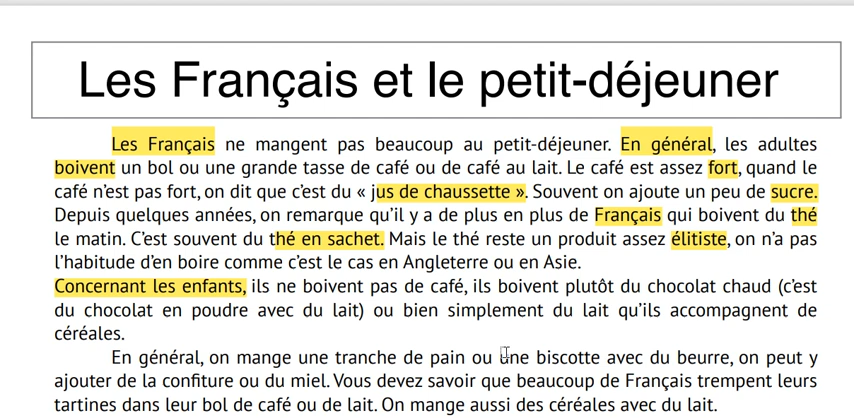 Les Français et le petit-déjeuner
Les Français ne mangent pas beaucoup au petit-déjeuner. En général, les adultes
boivent un bol ou une grande tasse de café ou de café au lait. Le café est assez fort, quand le
café n’est pas fort, on dit que c’est du « jus de chaussette ». Souvent on ajoute un peu de sucre.
Depuis quelques années, on remarque qu’il y a de plus en plus de Français qui boivent du thé
le matin. C’est souvent du thé en sachet. Mais le thé reste un produit assez élitiste, on n’a pas
l’habitude d’en boire comme c’est le cas en Angleterre ou en Asie.
Concernant les enfants, ils ne boivent pas de café, ils boivent plutôt du chocolat chaud (c’est
du chocolat en poudre avec du lait) ou bien simplement du lait qu’ils accompagnent de
céréales.
En général, on mange une tranche de pain ou une biscotte avec du beurre, on peut y
ajouter de la confiture ou du miel. Vous devez savoir que beaucoup de Français trempent leurs
tartines dans leur bol de café ou de lait. On mange aussi des céréales avec du lait.